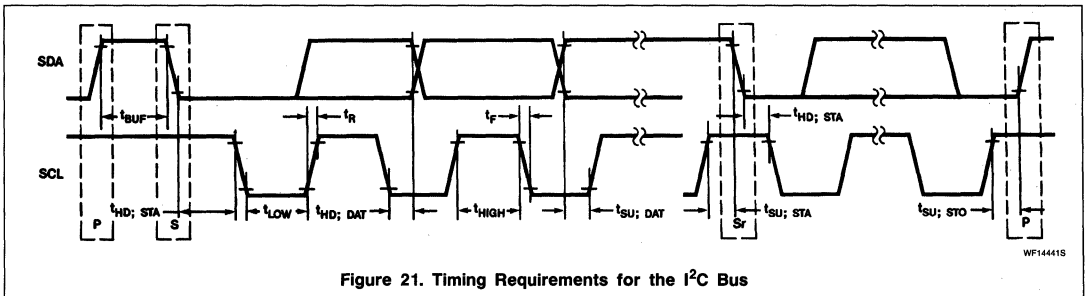 SDA
tBUF
tR
tF
tHD; STA
SCL
tHD; STA
tLOW
tHD; DAT
tHIGH
tSU; DAT
tSU; STA
tSU; STO
P
S
Sr
P
WF14441S
Figure 21. Timing Requirements for the I²C Bus